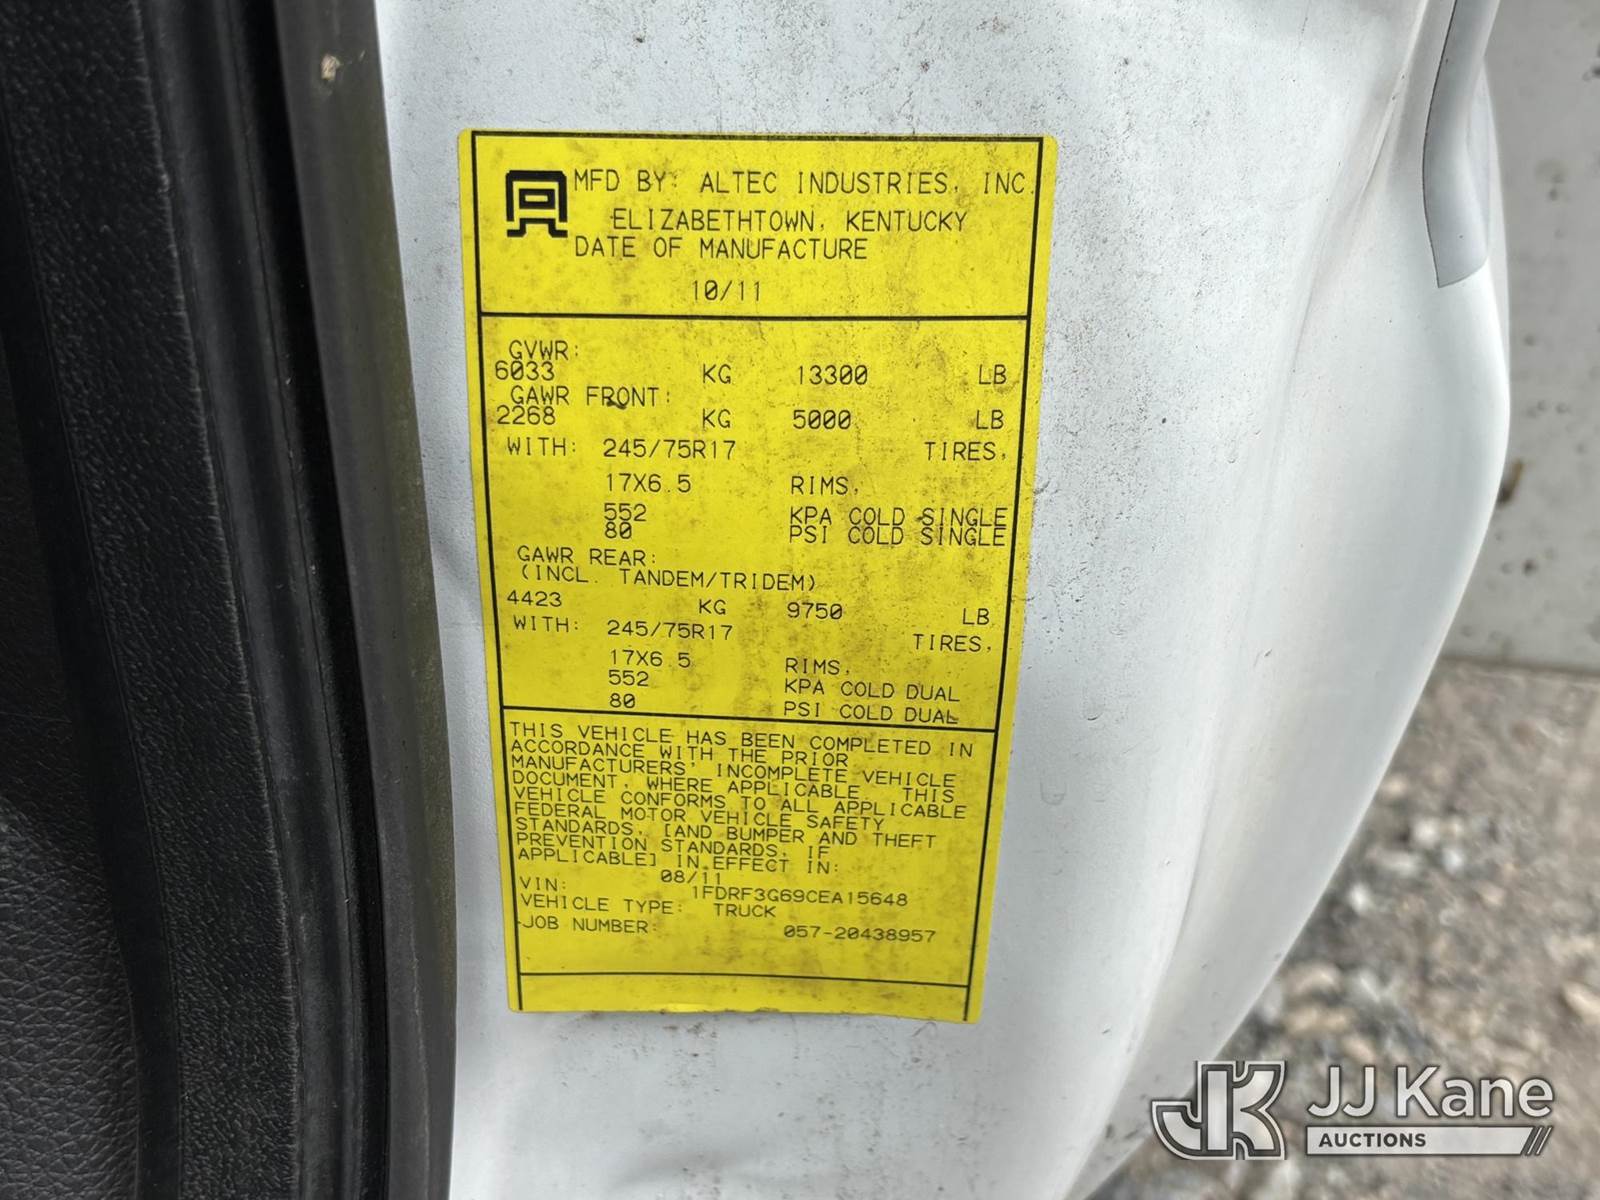 MFD BY: ALTEC INDUSTRIES, INC.
ELIZABETHTOWN, KENTUCKY
DATE OF MANUFACTURE
10/11
GVWR:
6033 KG 13300 LB
GAWR FRONT:
2268 KG 5000 LB
WITH: 245/75R17 TIRES,
17X6.5 RIMS,
552 KPA COLD SINGLE
80 PSI COLD SINGLE
GAWR REAR:
(INCL. TANDEM/TRIDEM)
4423 KG 9750 LB
WITH: 245/75R17 TIRES,
17X6.5 RIMS,
552 KPA COLD DUAL
80 PSI COLD DUAL
THIS VEHICLE HAS BEEN COMPLETED IN
ACCORDANCE WITH THE PRIOR
MANUFACTURERS' INCOMPLETE VEHICLE
DOCUMENT, WHERE APPLICABLE. THIS
VEHICLE CONFORMS TO ALL APPLICABLE
FEDERAL MOTOR VEHICLE SAFETY
STANDARDS, [AND BUMPER AND THEFT
PREVENTION STANDARDS, IF
APPLICABLE] IN EFFECT IN:
08/11
VIN: 1FDRF3G69CEA15648
VEHICLE TYPE: TRUCK
JOB NUMBER: 057-20438957
JK JJ Kane
AUCTIONS